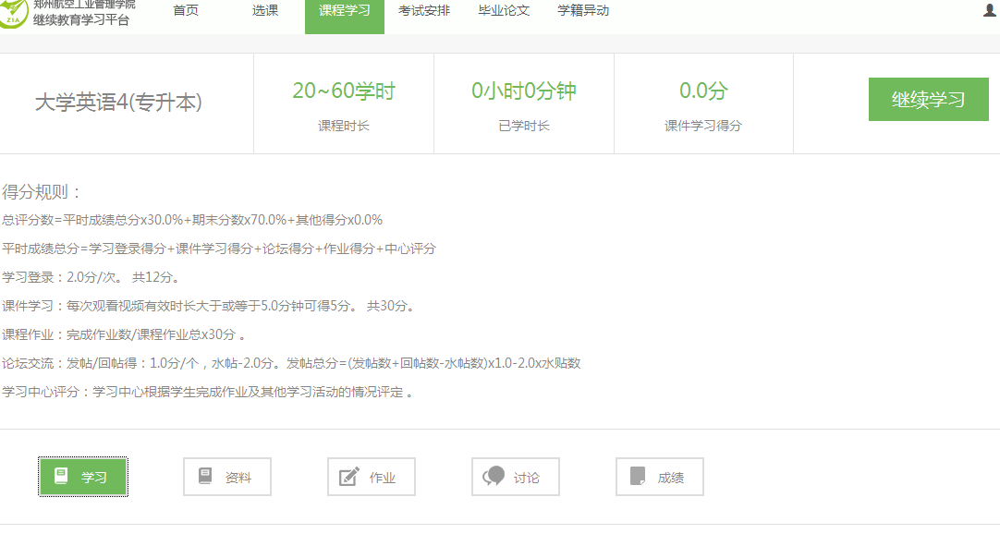 郑州航空工业管理学院
继续教育学习平台
ZIA
首页
选课
课程学习
考试安排
毕业论文
学籍异动
大学英语4(专升本)
20~60学时
课程时长
0小时0分钟
已学时长
0.0分
课件学习得分
继续学习
得分规则：
总评分数=平时成绩总分x30.0%+期末分数x70.0%+其他得分x0.0%
平时成绩总分=学习登录得分+课件学习得分+论坛得分+作业得分+中心评分
学习登录：2.0分/次。 共12分。
课件学习：每次观看视频有效时长大于或等于5.0分钟可得5分。 共30分。
课程作业：完成作业数/课程作业总x30分 。
论坛交流：发帖/回帖得：1.0分/个，水帖-2.0分。发帖总分=(发帖数+回帖数-水帖数)x1.0-2.0x水贴数
学习中心评分：学习中心根据学生完成作业及其他学习活动的情况评定 。
学习
资料
作业
讨论
成绩